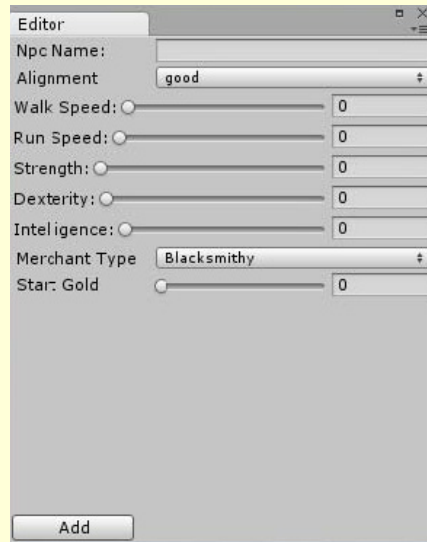 Editor
Npc Name:
Alignment good
Walk Speed: 0
Run Speed: 0
Strength: 0
Dexterity: 0
Intelligence: 0
Merchant Type Blacksmithy
Start Gold 0
Add